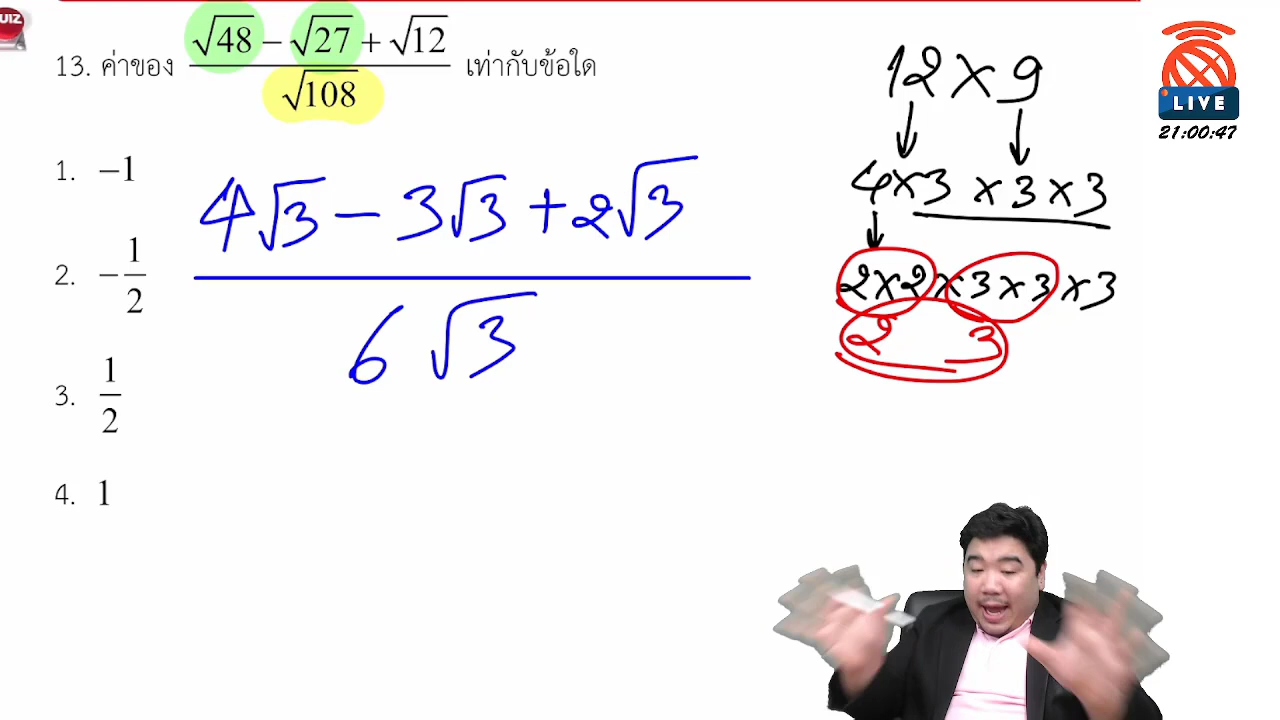 QUIZ
13. ค่าของ (√48 − √27 + √12) / √108 เท่ากับข้อใด
1. −1
2. −1/2
3. 1/2
4. 1
4√3 − 3√3 + 2√3
6√3
12 × 9
4 × 3 × 3 × 3
2 × 2 × 3 × 3 × 3
2 3
LIVE
21:00:47